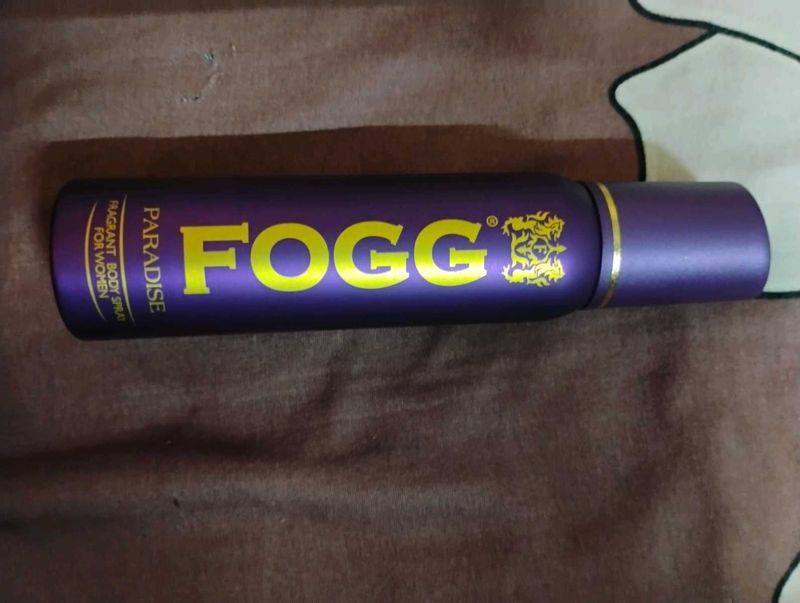 FOGG®
PARADISE
FRAGRANT BODY SPRAY
FOR WOMEN